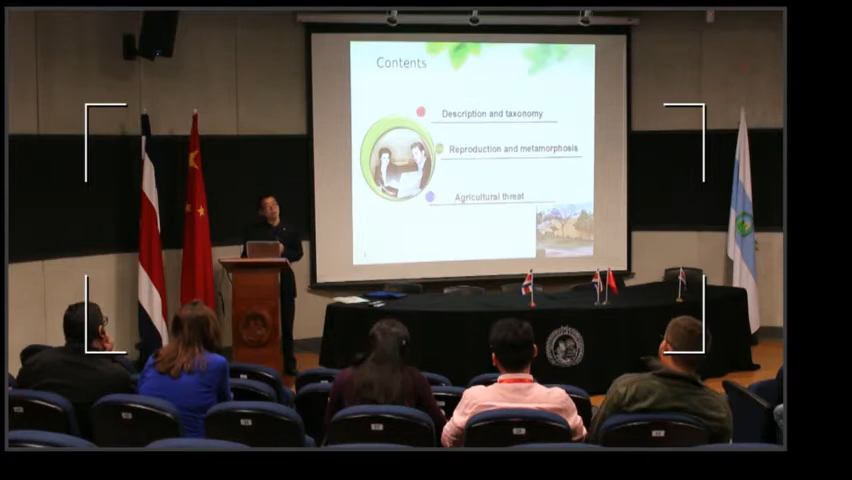 Contents
Description and taxonomy
Reproduction and metamorphosis
Agricultural threat